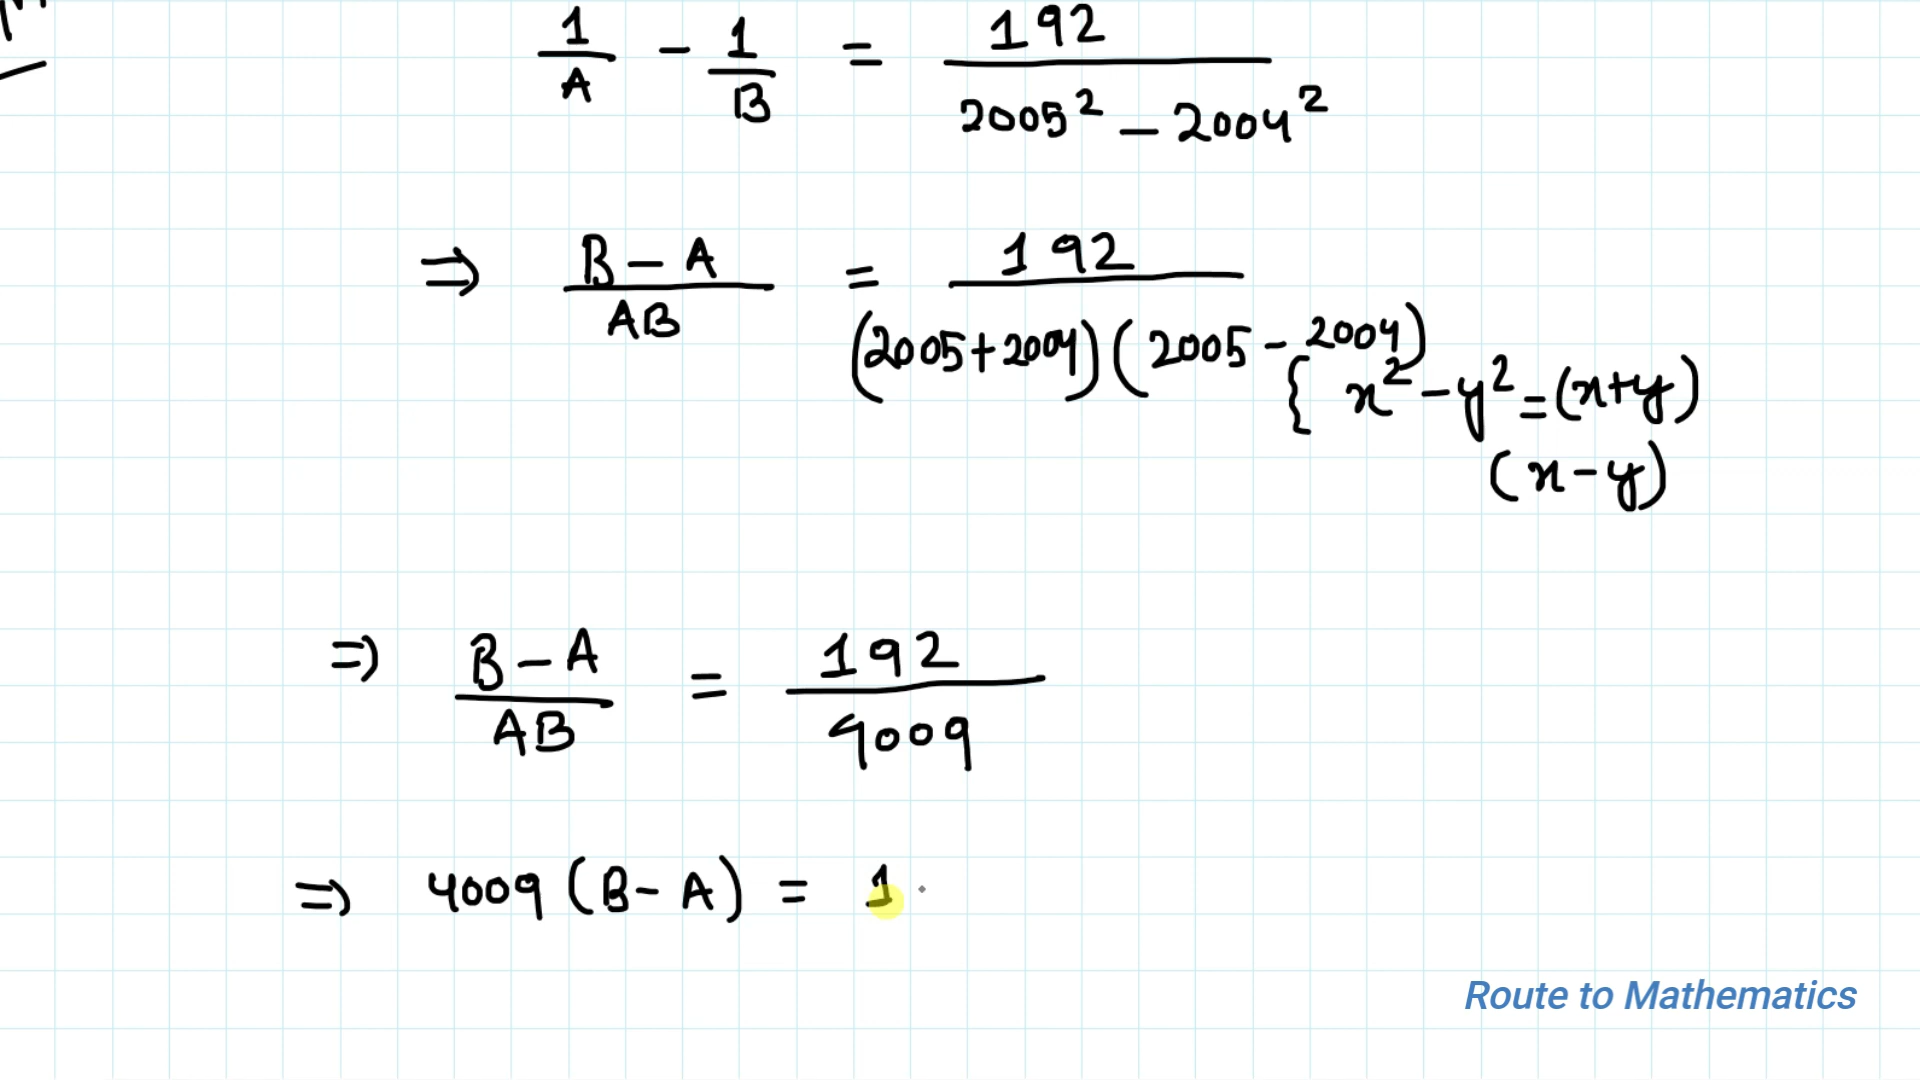 1/A - 1/B = 192/(2005² - 2004²)
⇒ (B - A)/AB = 192/((2005+2004)(2005-2004))
{ x² - y² = (x+y)
(x - y)
⇒ (B - A)/AB = 192/4009
⇒ 4009(B - A) = 1
Route to Mathematics